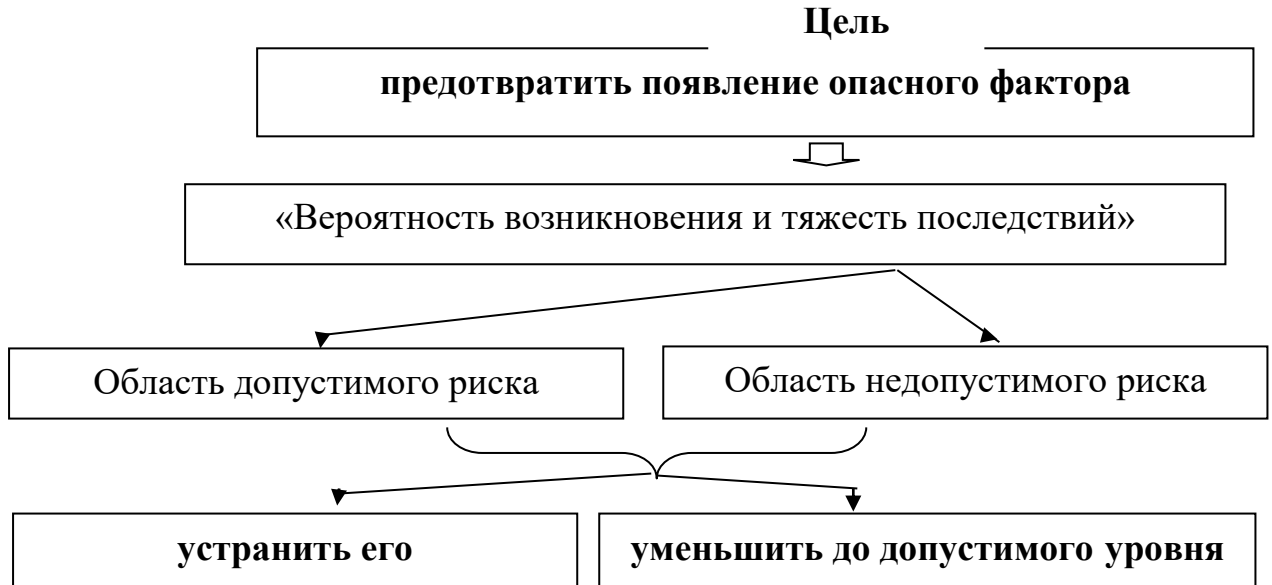 Цель
предотвратить появление опасного фактора
«Вероятность возникновения и тяжесть последствий»
Область допустимого риска
Область недопустимого риска
устранить его
уменьшить до допустимого уровня